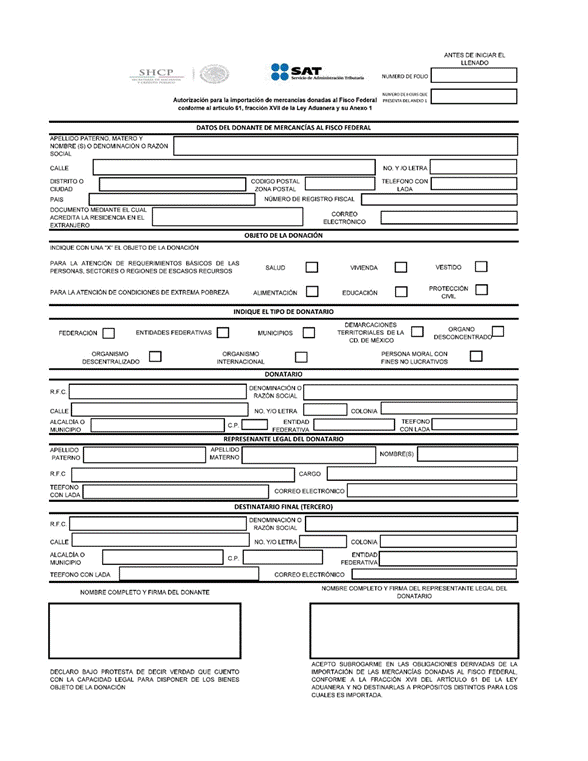 ANTES DE INICIAR EL
LLENADO
SHCP
SAT
Servicio de Administración Tributaria
NUMERO DE FOLIO
NUMERO DE HOJAS QUE
PRESENTA DEL ANEXO 1
Autorización para la importación de mercancías donadas al Fisco Federal
conforme al artículo 61, fracción XVII de la Ley Aduanera y su Anexo 1
DATOS DEL DONANTE DE MERCANCÍAS AL FISCO FEDERAL
APELLIDO PATERNO, MATERO Y
NOMBRE (S) O DENOMINACIÓN O RAZÓN
SOCIAL
CALLE NO. Y /O LETRA
DISTRITO O
CIUDAD
CODIGO POSTAL
ZONA POSTAL
TELÉFONO CON
LADA
PAIS NÚMERO DE REGISTRO FISCAL
DOCUMENTO MEDIANTE EL CUAL
ACREDITA LA RESIDENCIA EN EL
EXTRANJERO
CORREO
ELECTRÓNICO
OBJETO DE LA DONACIÓN
INDIQUE CON UNA "X" EL OBJETO DE LA DONACIÓN
PARA LA ATENCIÓN DE REQUERIMIENTOS BÁSICOS DE LAS
PERSONAS, SECTORES O REGIONES DE ESCASOS RECURSOS
SALUD VIVIENDA VESTIDO
PARA LA ATENCIÓN DE CONDICIONES DE EXTREMA POBREZA
ALIMENTACIÓN EDUCACIÓN
PROTECCIÓN
CIVIL
INDIQUE EL TIPO DE DONATARIO
FEDERACIÓN ENTIDADES FEDERATIVAS MUNICIPIOS
DEMARCACIONES
TERRITORIALES DE LA
CD. DE MÉXICO
ORGANO
DESCONCENTRADO
ORGANISMO
DESCENTRALIZADO
ORGANISMO
INTERNACIONAL
PERSONA MORAL CON
FINES NO LUCRATIVOS
DONATARIO
R.F.C.
DENOMINACIÓN O
RAZÓN SOCIAL
CALLE NO. Y/O LETRA COLONIA
ALCALDÍA O
MUNICIPIO
C.P.
ENTIDAD
FEDERATIVA
TEEFONO
CON LADA
REPRESENANTE LEGAL DEL DONATARIO
APELLIDO
PATERNO
APELLIDO
MATERNO
NOMBRE(S)
R.F.C CARGO
TEEFONO
CON LADA
CORREO ELECTRÓNICO
DESTINATARIO FINAL (TERCERO)
R.F.C.
DENOMINACIÓN O
RAZÓN SOCIAL
CALLE NO. Y/O LETRA COLONIA
ALCALDÍA O
MUNICIPIO
C.P.
ENTIDAD
FEDERATIVA
TEEFONO CON LADA CORREO ELECTRÓNICO
NOMBRE COMPLETO Y FIRMA DEL DONANTE
NOMBRE COMPLETO Y FIRMA DEL REPRESENTANTE LEGAL DEL
DONATARIO
DECLARO BAJO PROTESTA DE DECIR VERDAD QUE CUENTO
CON LA CAPACIDAD LEGAL PARA DISPONER DE LOS BIENES
OBJETO DE LA DONACIÓN
ACEPTO SUBROGARME EN LAS OBLIGACIONES DERIVADAS DE LA
IMPORTACIÓN DE LAS MERCANCÍAS DONADAS AL FISCO FEDERAL,
CONFORME A LA FRACCIÓN XVII DEL ARTÍCULO 61 DE LA LEY
ADUANERA Y NO DESTINARLAS A PROPÓSITOS DISTINTOS PARA LOS
CUALES ES IMPORTADA.